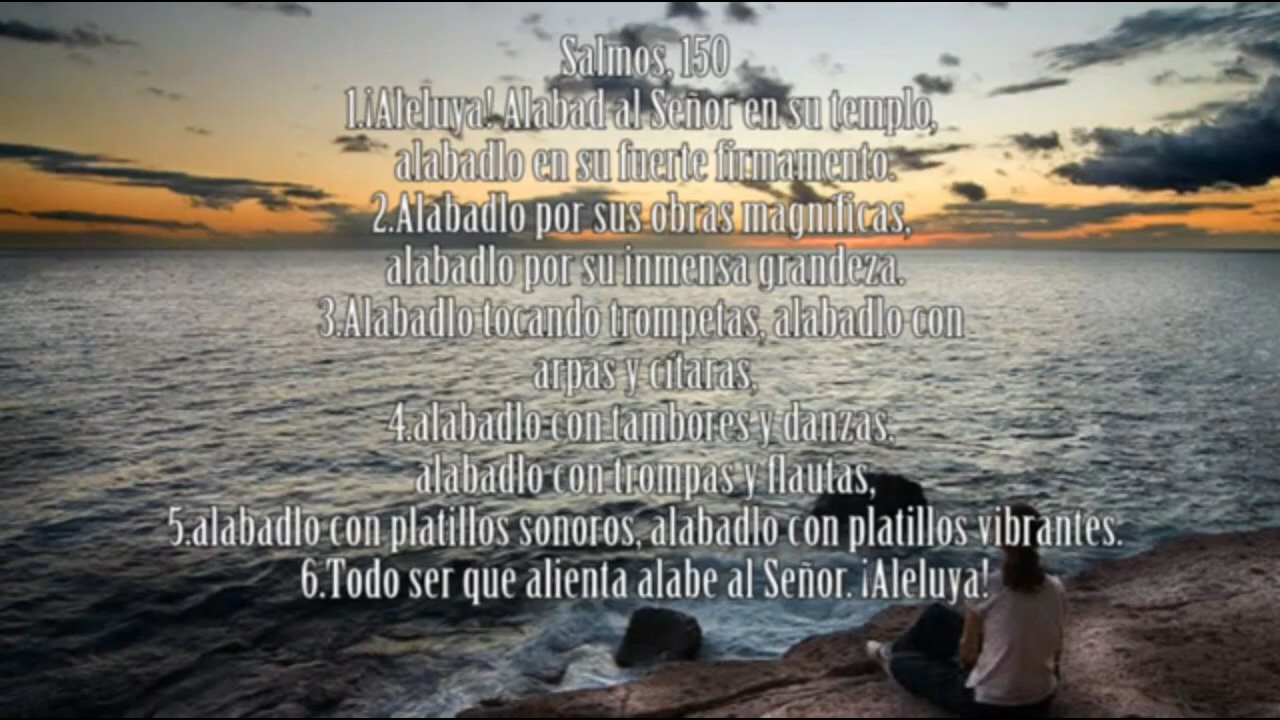 Salmos, 150
1.¡Aleluya! Alabad al Señor en su templo,
alabadlo en su fuerte firmamento.
2.Alabadlo por sus obras magníficas,
alabadlo por su inmensa grandeza.
3.Alabadlo tocando trompetas, alabadlo con
arpas y cítaras,
4.alabadlo con tambores y danzas.
alabadlo con trompas y flautas,
5.alabadlo con platillos sonoros, alabadlo con platillos vibrantes.
6.Todo ser que alienta alabe al Señor. ¡Aleluya!